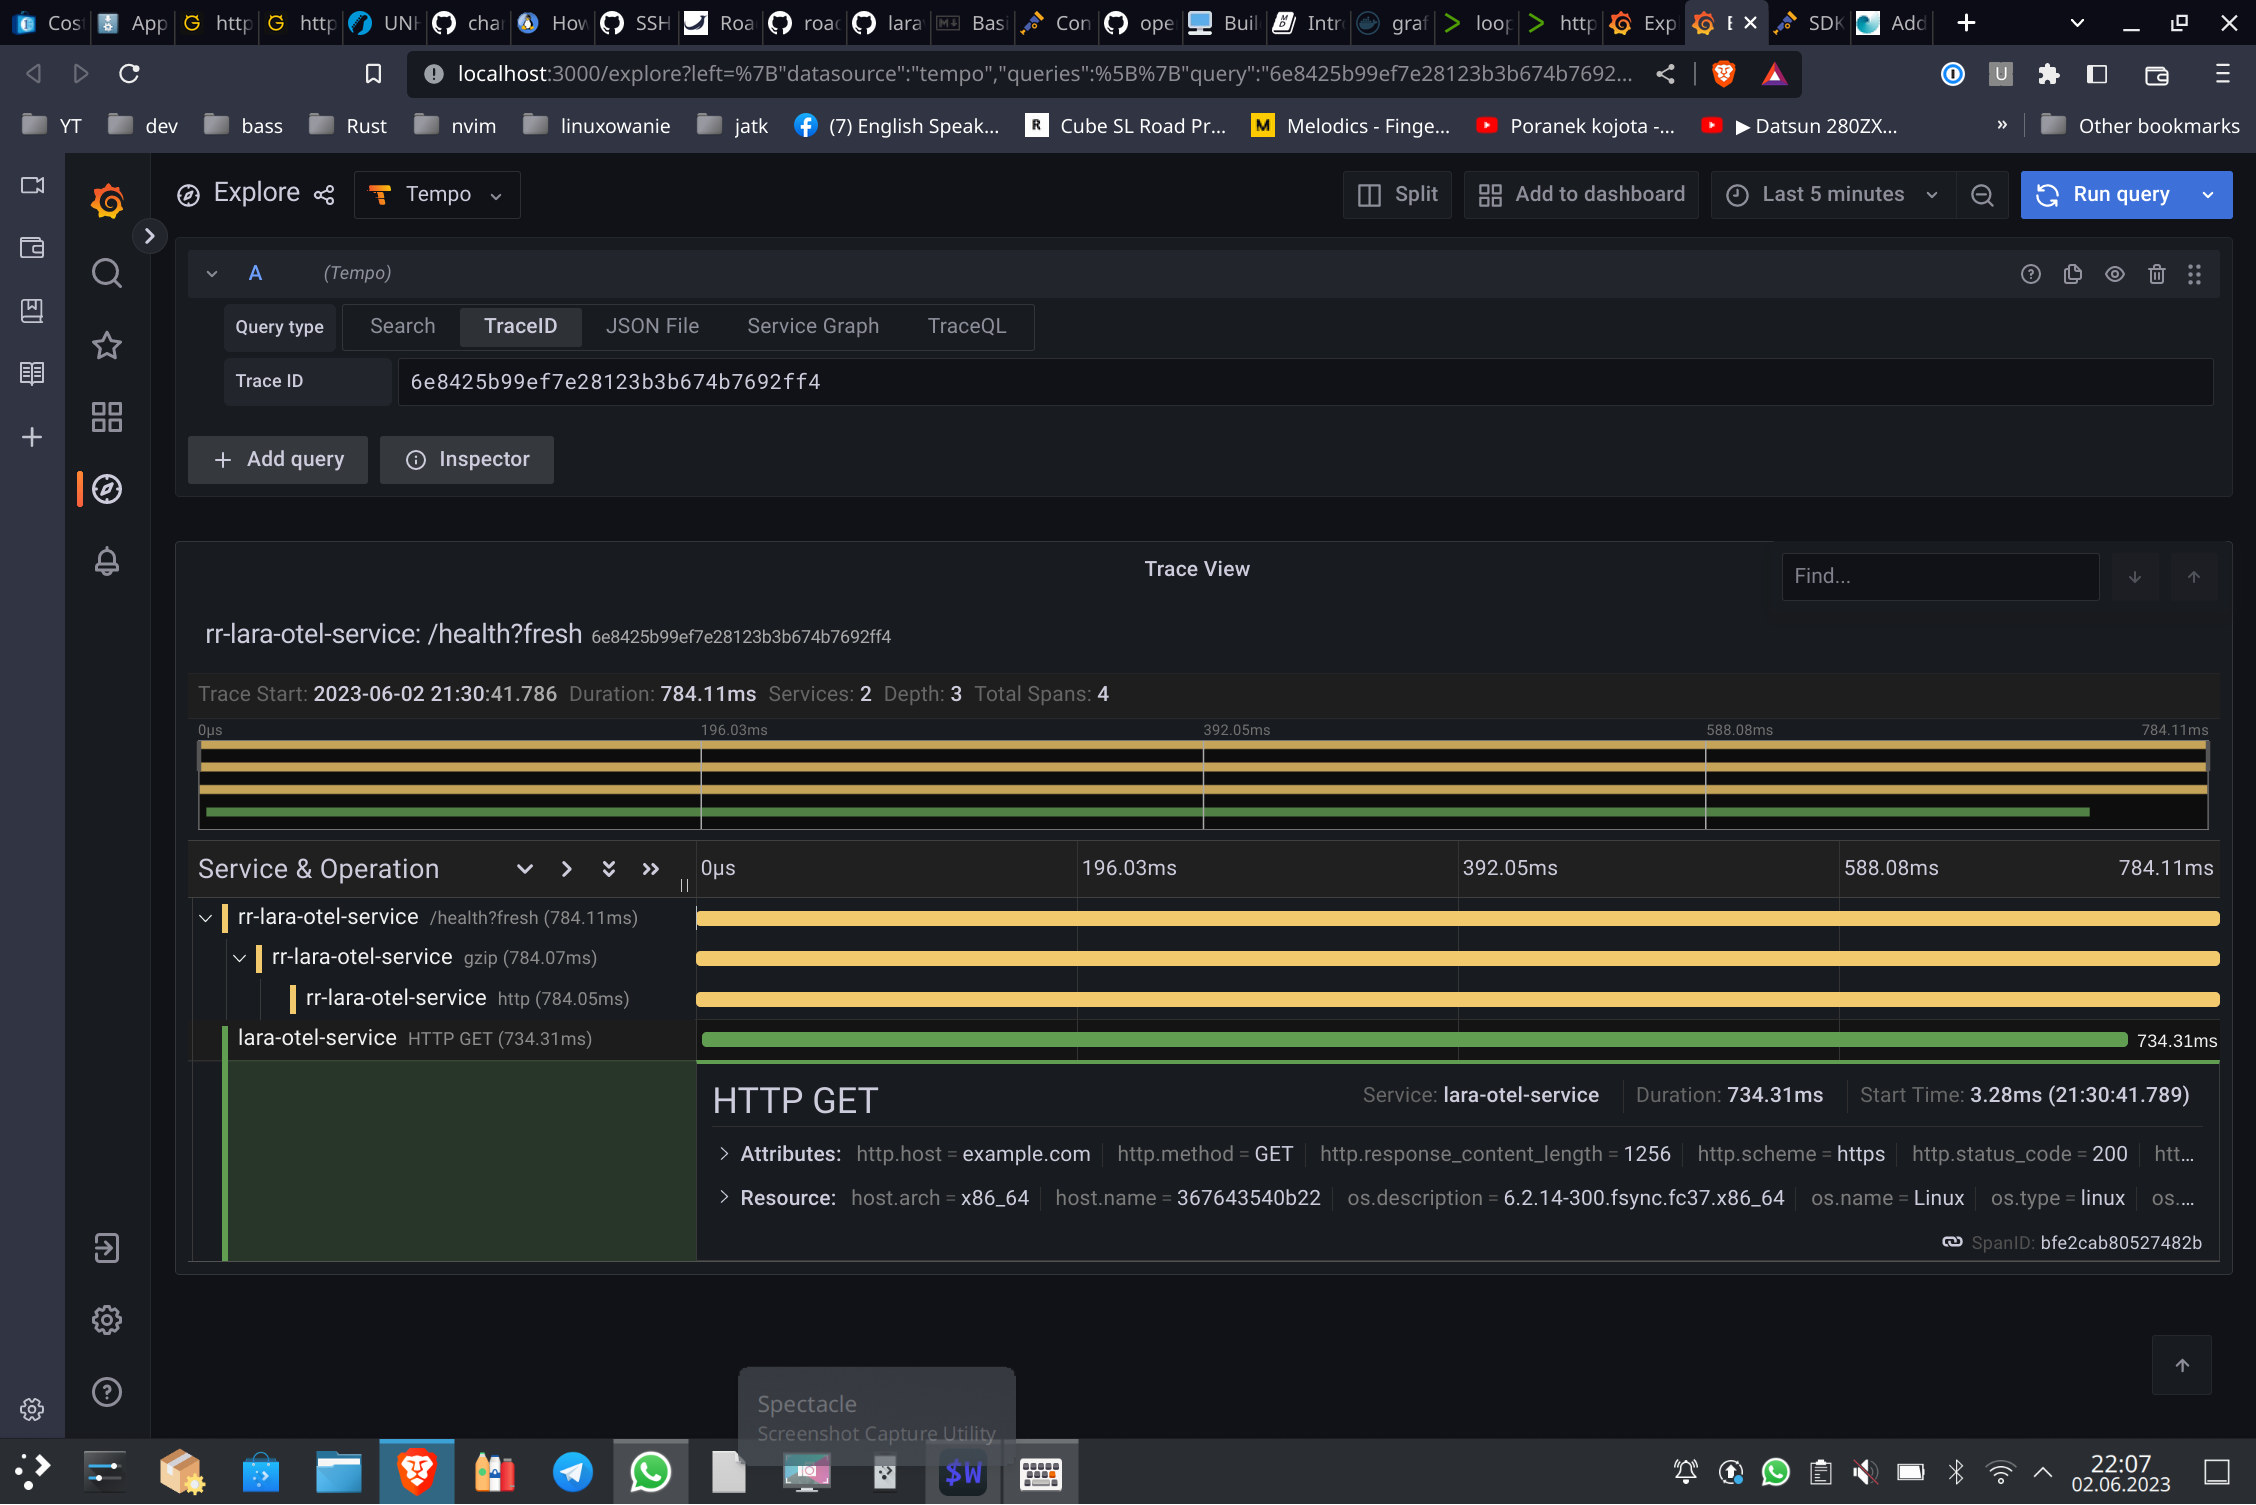 Cos App http http UNH char How SSH Roa road lara Basi Con ope Buil Intr graf loop http Exp E SDK Add
localhost:3000/explore?left=%7B"datasource":"tempo","queries":%5B%7B"query":"6e8425b99ef7e28123b3b674b7692...
YT dev bass Rust nvim linuxowanie jatk (7) English Speak... R Cube SL Road Pr... M Melodics - Finge... Poranek kojota -... ▶ Datsun 280ZX... » Other bookmarks
Explore Tempo Split Add to dashboard Last 5 minutes Run query
A (Tempo)
Query type Search TraceID JSON File Service Graph TraceQL
Trace ID 6e8425b99ef7e28123b3b674b7692ff4
+ Add query Inspector
Trace View Find...
rr-lara-otel-service: /health?fresh 6e8425b99ef7e28123b3b674b7692ff4
Trace Start: 2023-06-02 21:30:41.786 Duration: 784.11ms Services: 2 Depth: 3 Total Spans: 4
0μs 196.03ms 392.05ms 588.08ms 784.11ms
Service & Operation 0μs 196.03ms 392.05ms 588.08ms 784.11ms
rr-lara-otel-service /health?fresh (784.11ms)
rr-lara-otel-service gzip (784.07ms)
rr-lara-otel-service http (784.05ms)
lara-otel-service HTTP GET (734.31ms) 734.31ms
HTTP GET Service: lara-otel-service Duration: 734.31ms Start Time: 3.28ms (21:30:41.789)
Attributes: http.host = example.com http.method = GET http.response_content_length = 1256 http.scheme = https http.status_code = 200 htt...
Resource: host.arch = x86_64 host.name = 367643540b22 os.description = 6.2.14-300.fsync.fc37.x86_64 os.name = Linux os.type = linux os....
SpanID: bfe2cab80527482b
Spectacle
Screenshot Capture Utility
$W
22:07
02.06.2023